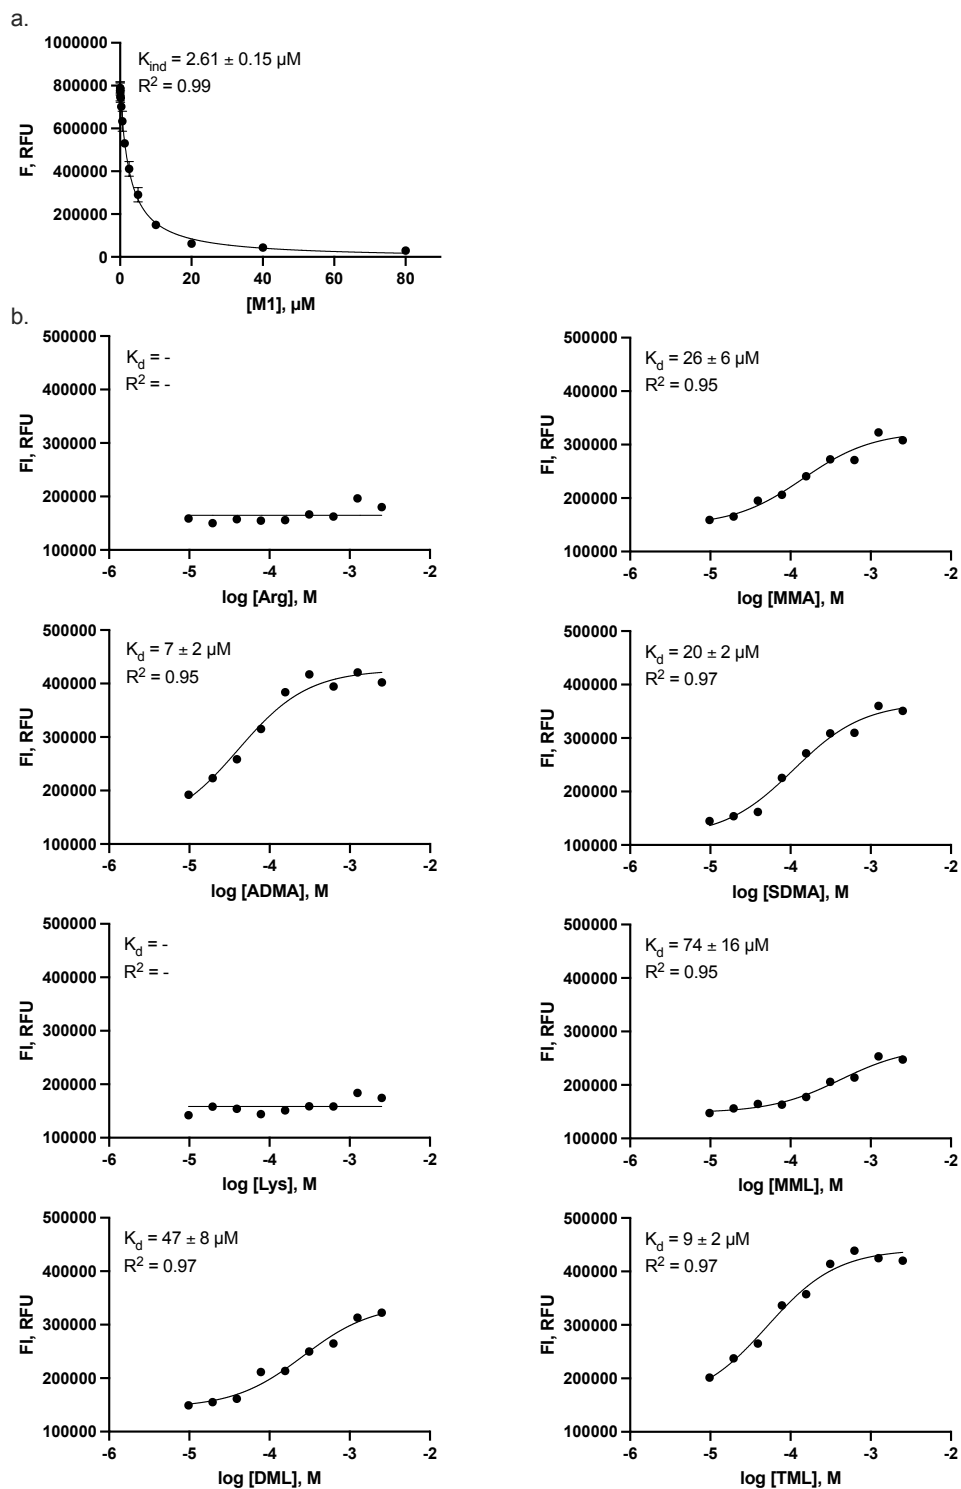 a.
K_ind = 2.61 ± 0.15 µM
R² = 0.99
F, RFU
1000000
800000
600000
400000
200000
0
0 20 40 60 80
[M1], µM
b.
K_d = -
R² = -
FI, RFU
500000
400000
300000
200000
100000
-6 -5 -4 -3 -2
log [Arg], M
K_d = 26 ± 6 µM
R² = 0.95
FI, RFU
500000
400000
300000
200000
100000
-6 -5 -4 -3 -2
log [MMA], M
K_d = 7 ± 2 µM
R² = 0.95
FI, RFU
500000
400000
300000
200000
100000
-6 -5 -4 -3 -2
log [ADMA], M
K_d = 20 ± 2 µM
R² = 0.97
FI, RFU
500000
400000
300000
200000
100000
-6 -5 -4 -3 -2
log [SDMA], M
K_d = -
R² = -
FI, RFU
500000
400000
300000
200000
100000
-6 -5 -4 -3 -2
log [Lys], M
K_d = 74 ± 16 µM
R² = 0.95
FI, RFU
500000
400000
300000
200000
100000
-6 -5 -4 -3 -2
log [MML], M
K_d = 47 ± 8 µM
R² = 0.97
FI, RFU
500000
400000
300000
200000
100000
-6 -5 -4 -3 -2
log [DML], M
K_d = 9 ± 2 µM
R² = 0.97
FI, RFU
500000
400000
300000
200000
100000
-6 -5 -4 -3 -2
log [TML], M